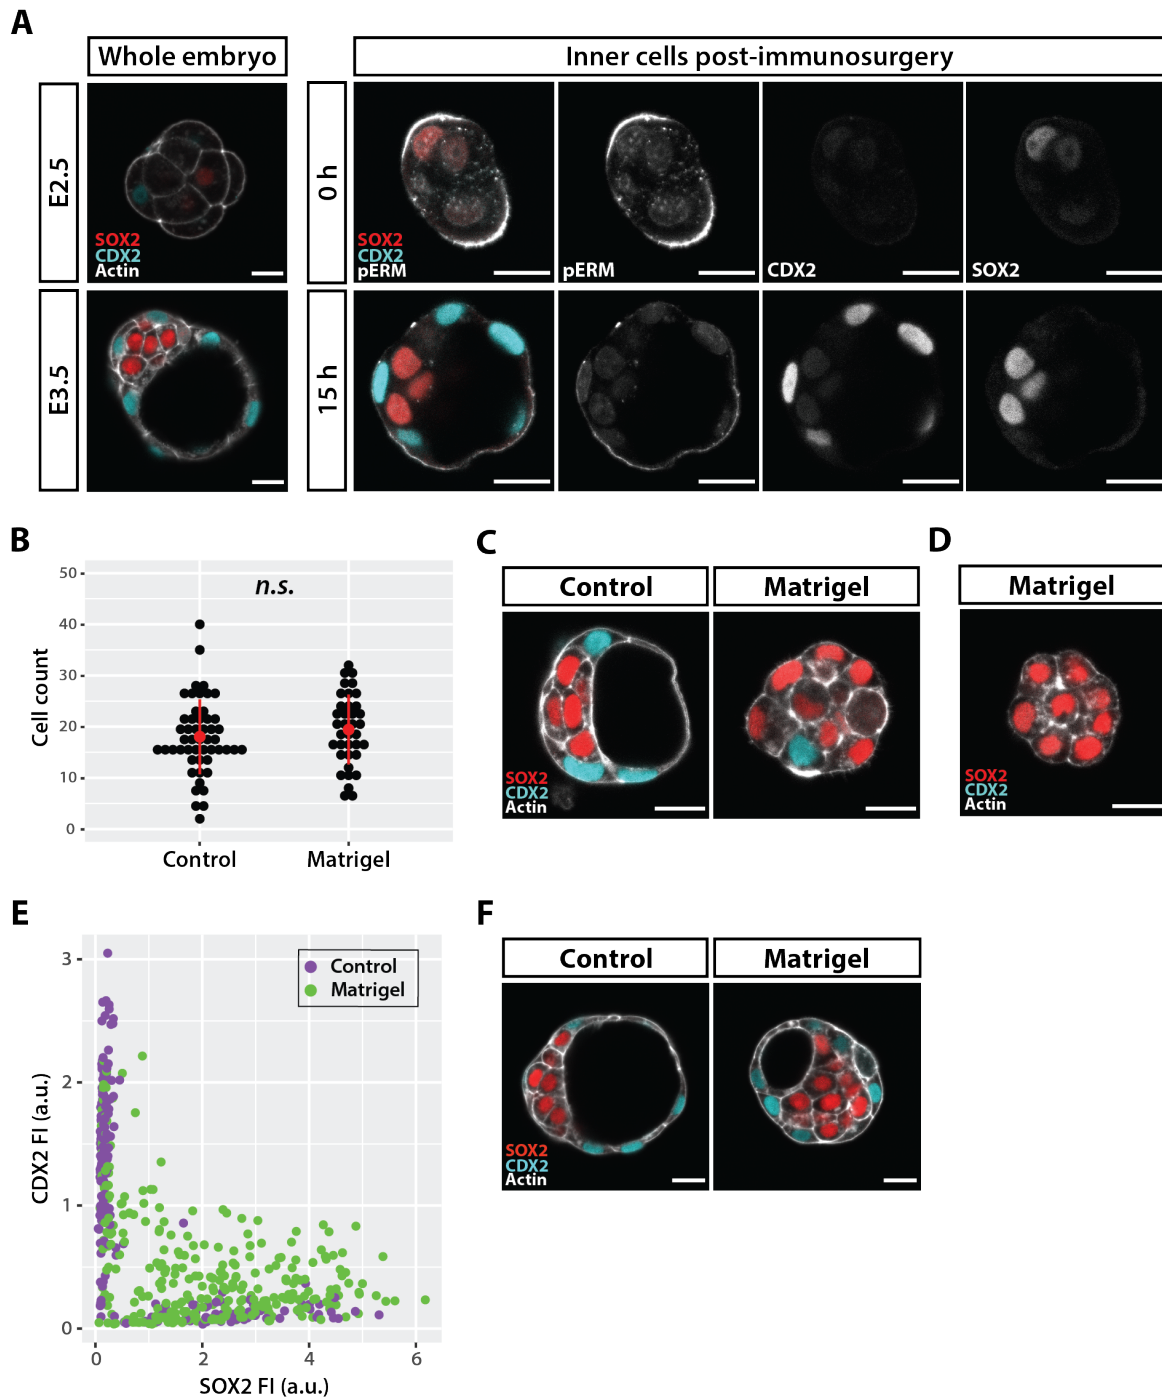 A
Whole embryo
Inner cells post-immunosurgery
E2.5
SOX2
CDX2
Actin
0 h
SOX2
CDX2
pERM
pERM
CDX2
SOX2
E3.5
15 h
B
50
40
30
20
10
0
Cell count
n.s.
Control
Matrigel
C
Control
Matrigel
SOX2
CDX2
Actin
D
Matrigel
SOX2
CDX2
Actin
E
3
2
1
0
CDX2 FI (a.u.)
Control
Matrigel
0
2
4
6
SOX2 FI (a.u.)
F
Control
Matrigel
SOX2
CDX2
Actin